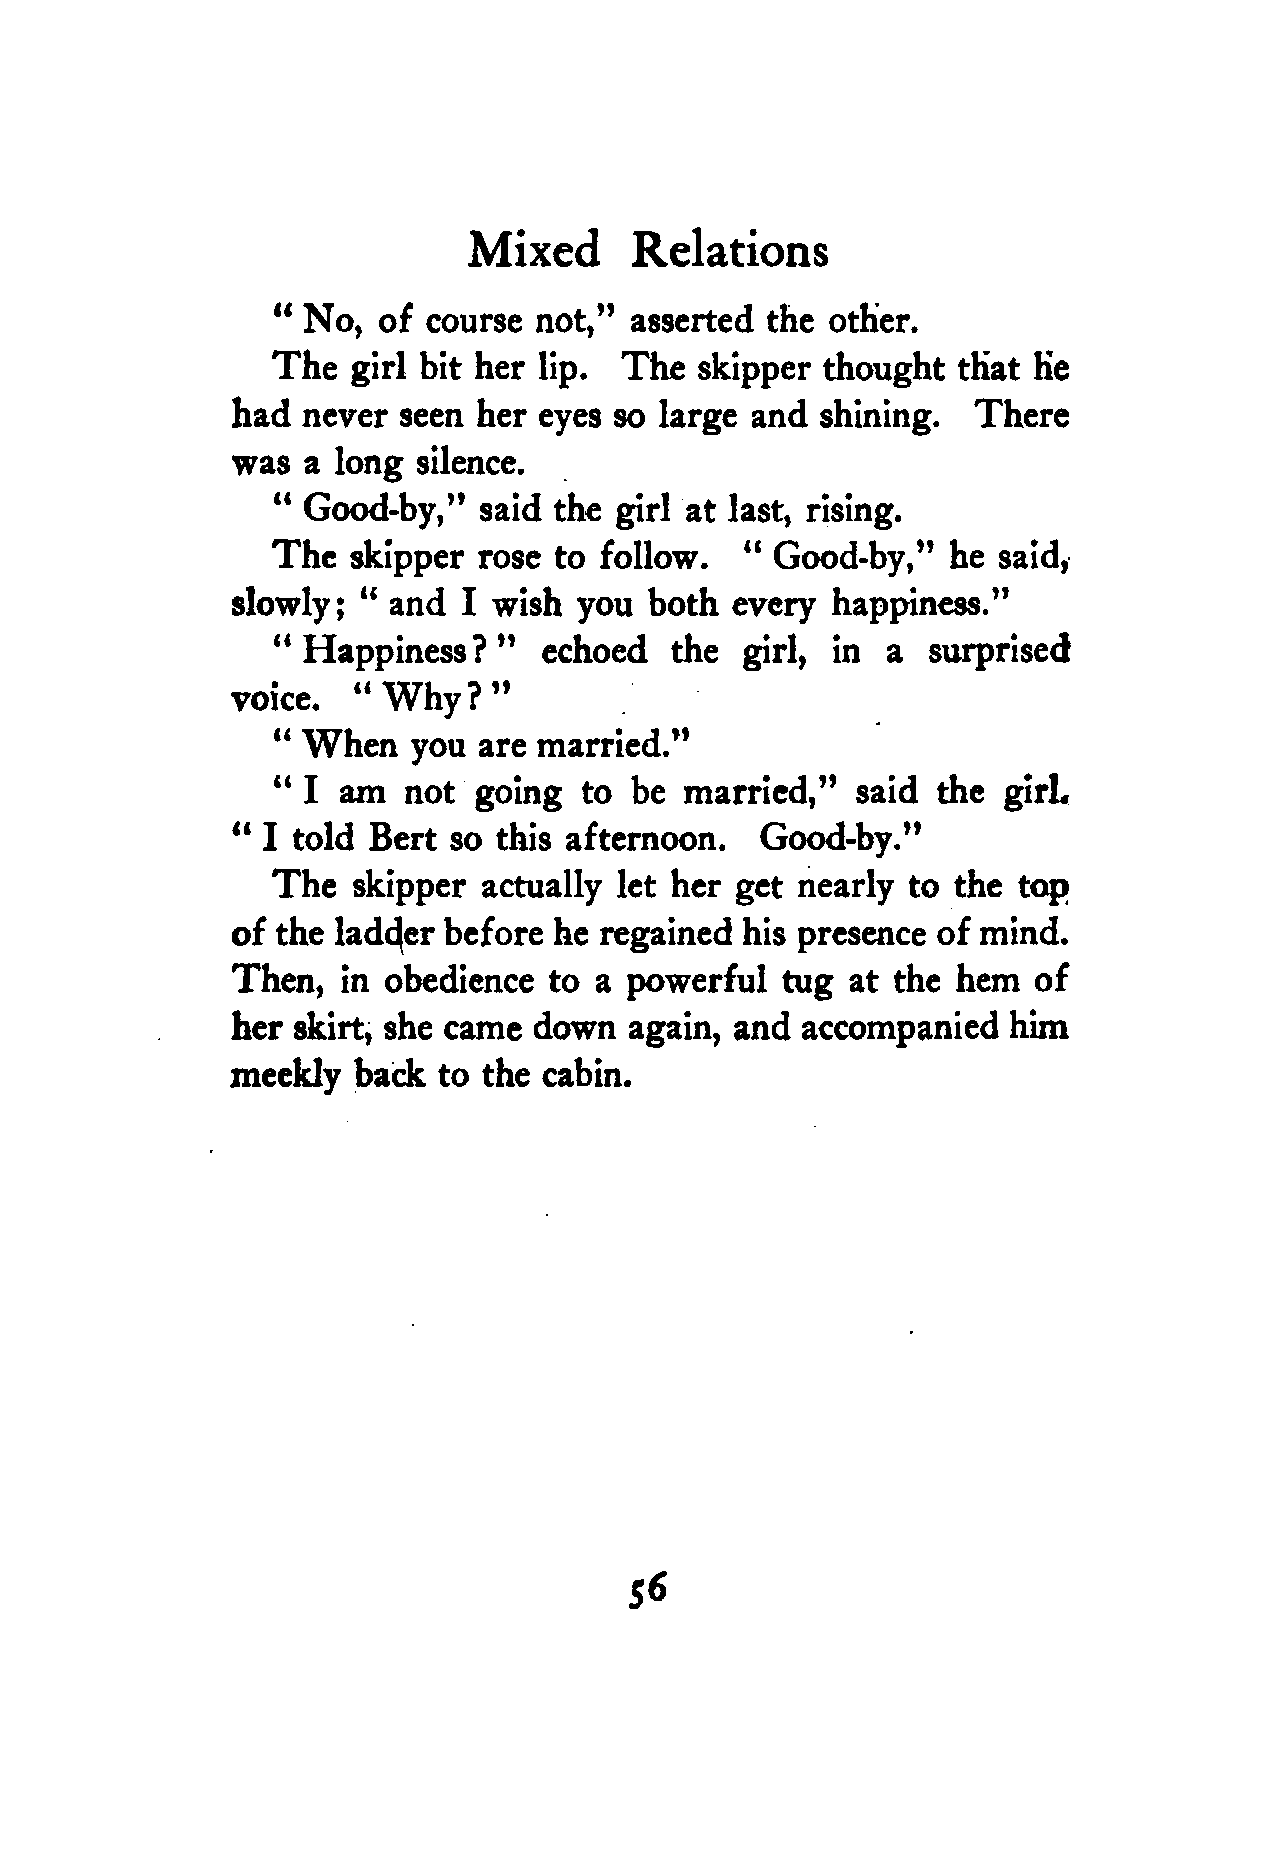 Mixed Relations
“ No, of course not,” asserted the other.
The girl bit her lip. The skipper thought that he
had never seen her eyes so large and shining. There
was a long silence.
“ Good-by,” said the girl at last, rising.
The skipper rose to follow. “ Good-by,” he said,
slowly; “ and I wish you both every happiness.”
“ Happiness? ” echoed the girl, in a surprised
voice. “ Why? ”
“ When you are married.”
“ I am not going to be married,” said the girl.
“ I told Bert so this afternoon. Good-by.”
The skipper actually let her get nearly to the top
of the ladder before he regained his presence of mind.
Then, in obedience to a powerful tug at the hem of
her skirt, she came down again, and accompanied him
meekly back to the cabin.
56